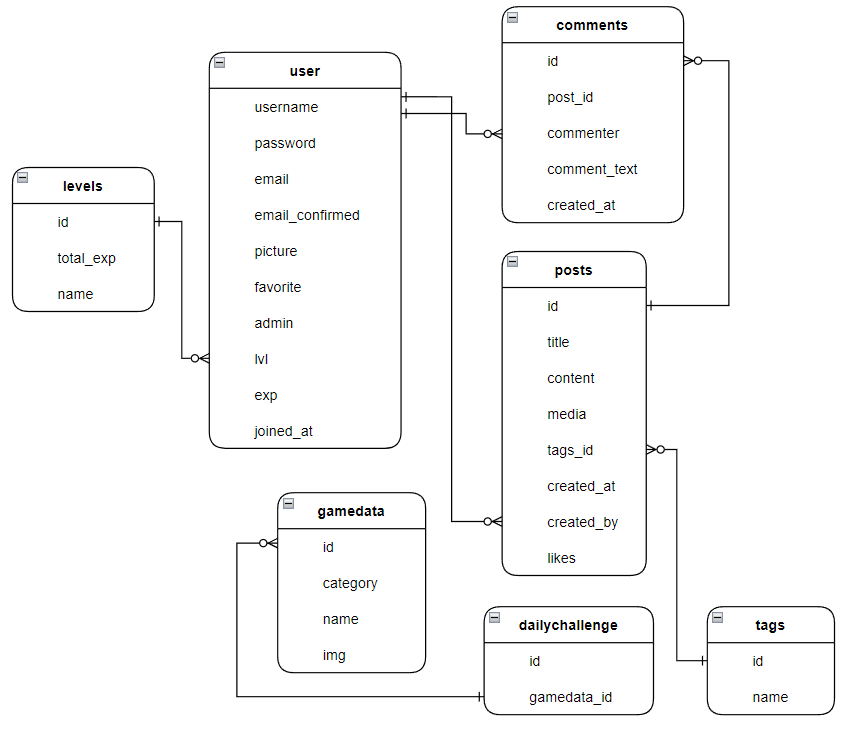 comments
id
post_id
commenter
comment_text
created_at
user
username
password
email
email_confirmed
picture
favorite
admin
lvl
exp
joined_at
levels
id
total_exp
name
posts
id
title
content
media
tags_id
created_at
created_by
likes
gamedata
id
category
name
img
dailychallenge
id
gamedata_id
tags
id
name